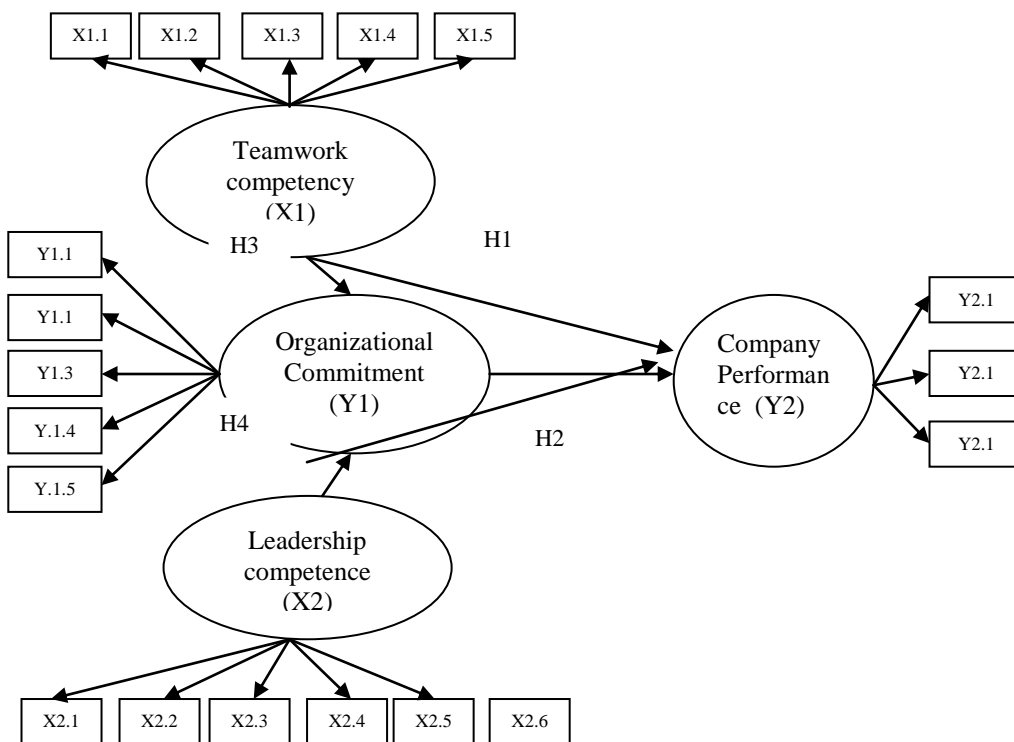 X1.1
X1.2
X1.3
X1.4
X1.5
Teamwork
competency
(X1)
H3
H1
Y1.1
Y1.1
Y1.3
Y.1.4
Y.1.5
Organizational
Commitment
(Y1)
H4
H2
Company
Performan
ce (Y2)
Y2.1
Y2.1
Y2.1
Leadership
competence
(X2)
X2.1
X2.2
X2.3
X2.4
X2.5
X2.6